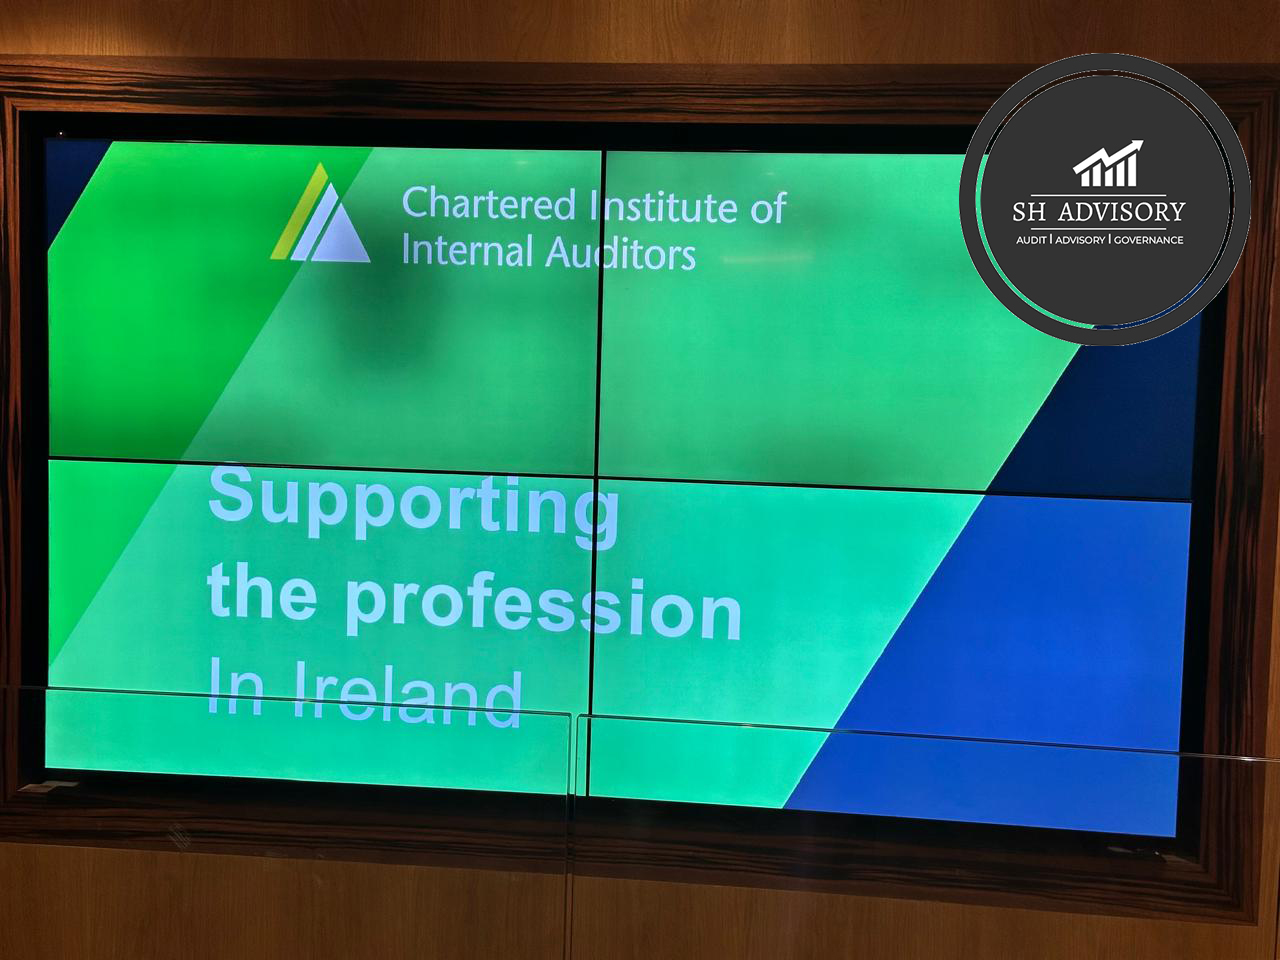 Chartered Institute of
Internal Auditors
SH ADVISORY
AUDIT | ADVISORY | GOVERNANCE
Supporting
the profession
In Ireland